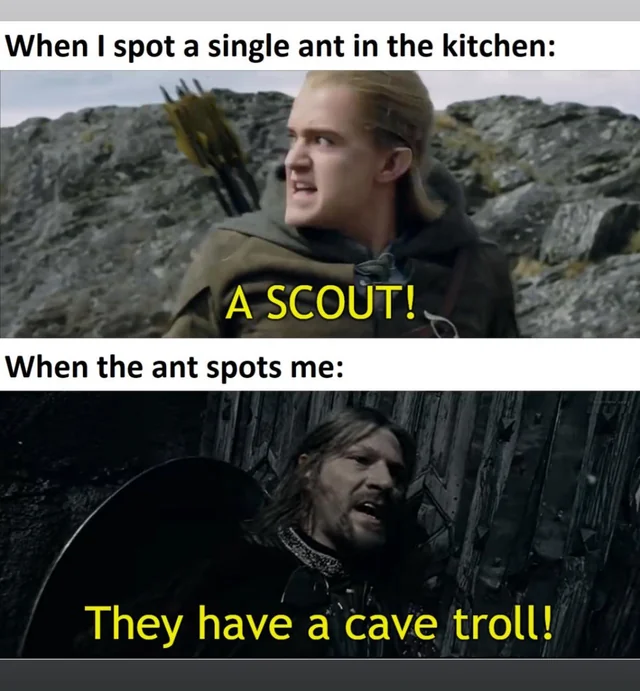 When I spot a single ant in the kitchen:
A SCOUT!
When the ant spots me:
They have a cave troll!